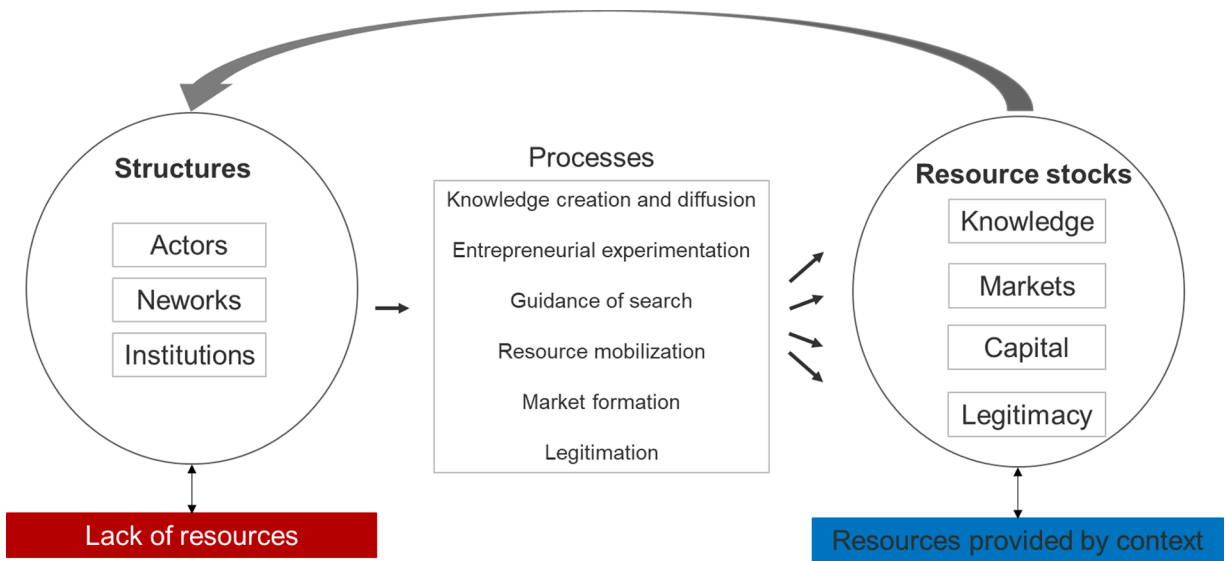 Structures
Actors
Neworks
Institutions
Lack of resources
Processes
Knowledge creation and diffusion
Entrepreneurial experimentation
Guidance of search
Resource mobilization
Market formation
Legitimation
Resource stocks
Knowledge
Markets
Capital
Legitimacy
Resources provided by context